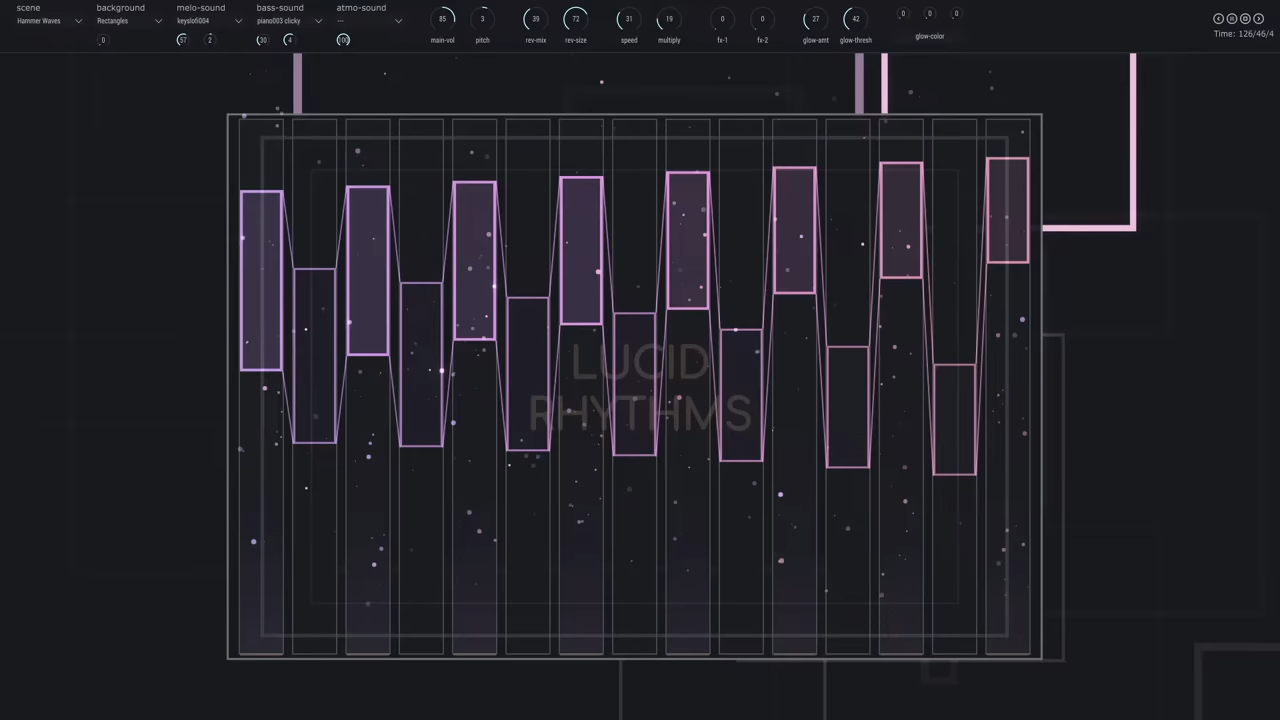 scene
background
melo-sound
bass-sound
atmo-sound
Hammer Waves
Rectangles
keyslofi004
piano003 clicky
---
0
57
2
30
4
100
85
3
39
72
31
19
0
0
27
42
0
0
0
main-vol
pitch
rev-mix
rev-size
speed
multiply
fx-1
fx-2
glow-amt
glow-thresh
glow-color
Time: 126/46/4
LUCID
RHYTHMS